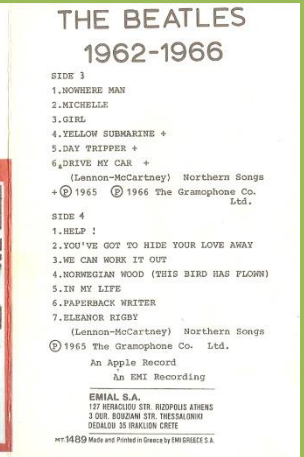 THE BEATLES
1962-1966
SIDE 3
1.NOWHERE MAN
2.MICHELLE
3.GIRL
4.YELLOW SUBMARINE +
5.DAY TRIPPER +
6.DRIVE MY CAR +
(Lennon-McCartney) Northern Songs
+ Ⓟ 1965 Ⓟ 1966 The Gramophone Co.
Ltd.
SIDE 4
1.HELP !
2.YOU'VE GOT TO HIDE YOUR LOVE AWAY
3.WE CAN WORK IT OUT
4.NORWEGIAN WOOD (THIS BIRD HAS FLOWN)
5.IN MY LIFE
6.PAPERBACK WRITER
7.ELEANOR RIGBY
(Lennon-McCartney) Northern Songs
Ⓟ 1965 The Gramophone Co. Ltd.
An Apple Record
An EMI Recording
EMIAL S.A.
127 HERACLIOU STR. RIZOPOLIS ATHENS
3 OUR. BOUZIANI STR. THESSALONIKI
DEDALOU 35 IRAKLION CRETE
MT.1489 Made and Printed in Greece by EMI GREECE S.A.